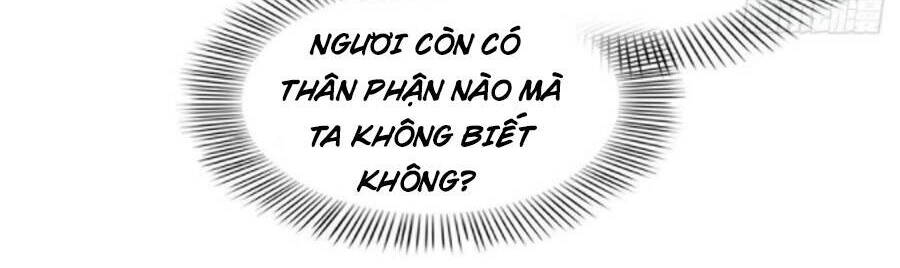 NGƯƠI CÒN CÓ
THÂN PHẬN NÀO MÀ
TA KHÔNG BIẾT
KHÔNG?